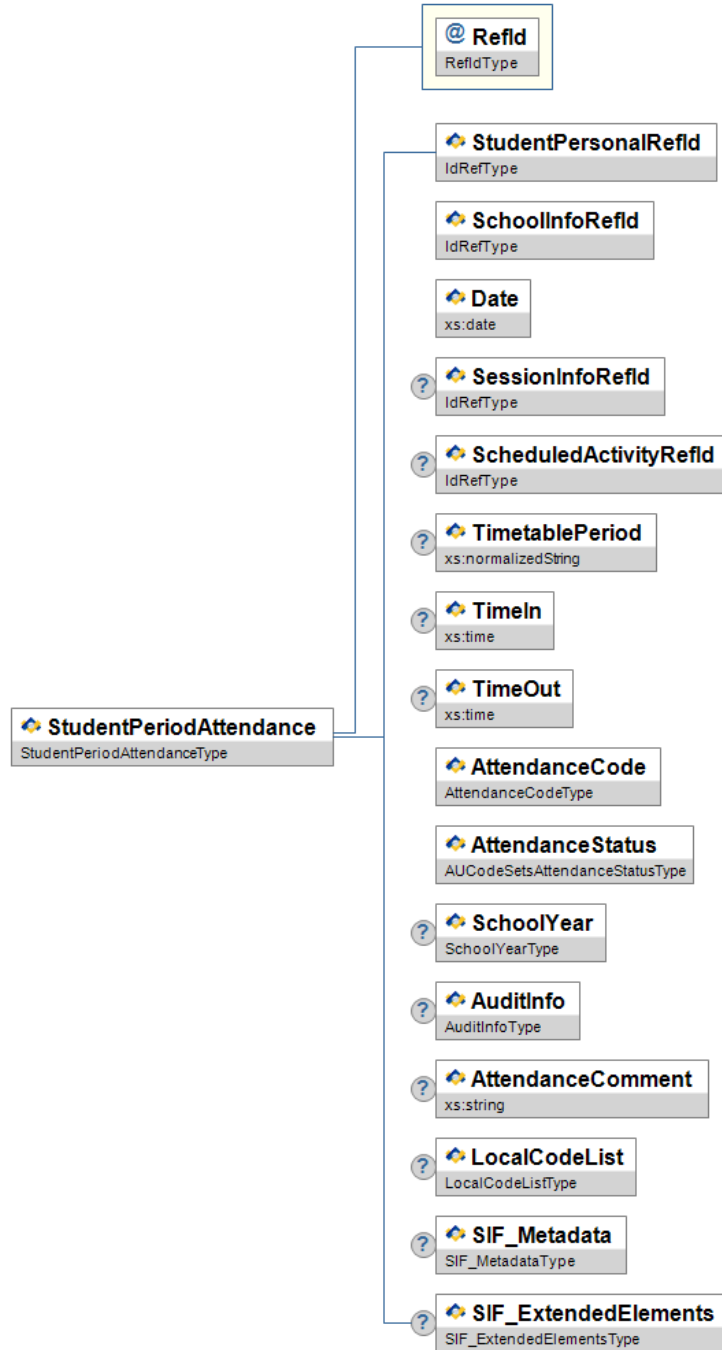 @ RefId
RefIdType
StudentPersonalRefId
IdRefType
SchoolInfoRefId
IdRefType
Date
xs:date
? SessionInfoRefId
IdRefType
? ScheduledActivityRefId
IdRefType
? TimetablePeriod
xs:normalizedString
? TimeIn
xs:time
? TimeOut
xs:time
StudentPeriodAttendance
StudentPeriodAttendanceType
AttendanceCode
AttendanceCodeType
AttendanceStatus
AUCodeSetsAttendanceStatusType
? SchoolYear
SchoolYearType
? AuditInfo
AuditInfoType
? AttendanceComment
xs:string
? LocalCodeList
LocalCodeListType
? SIF_Metadata
SIF_MetadataType
? SIF_ExtendedElements
SIF_ExtendedElementsType